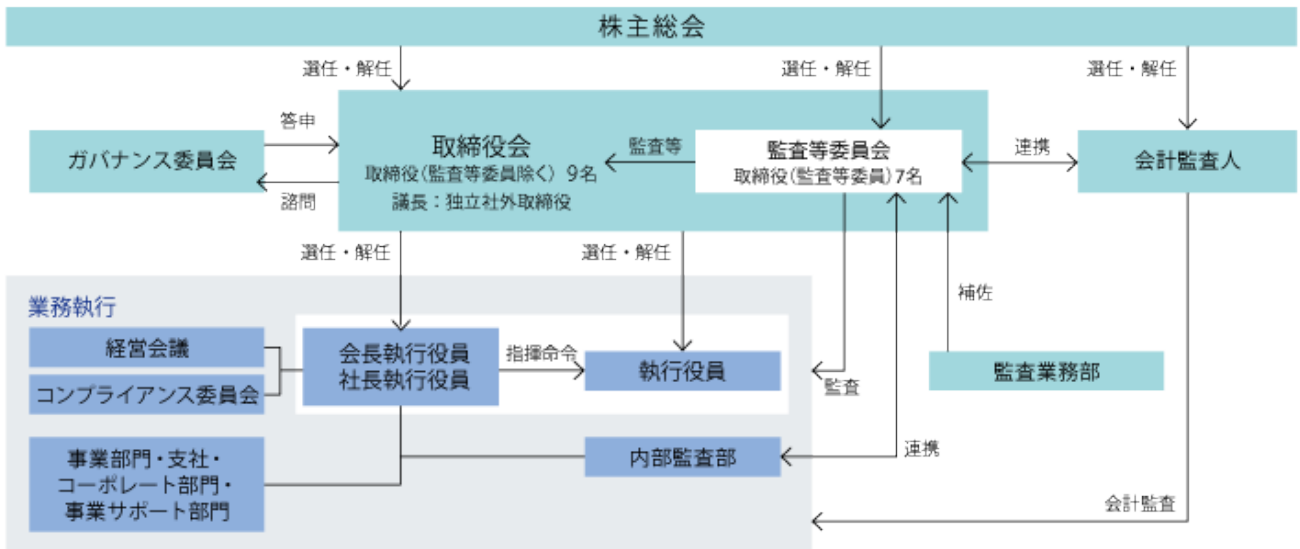 株主総会
選任・解任
選任・解任
選任・解任
答申
ガバナンス委員会
諮問
取締役会
取締役(監査等委員除く) 9名
議長:独立社外取締役
監査等
監査等委員会
取締役(監査等委員)7名
連携
会計監査人
選任・解任
選任・解任
補佐
業務執行
経営会議
コンプライアンス委員会
会長執行役員
社長執行役員
指揮命令
執行役員
監査
監査業務部
事業部門・支社・
コーポレート部門・
事業サポート部門
内部監査部
連携
会計監査